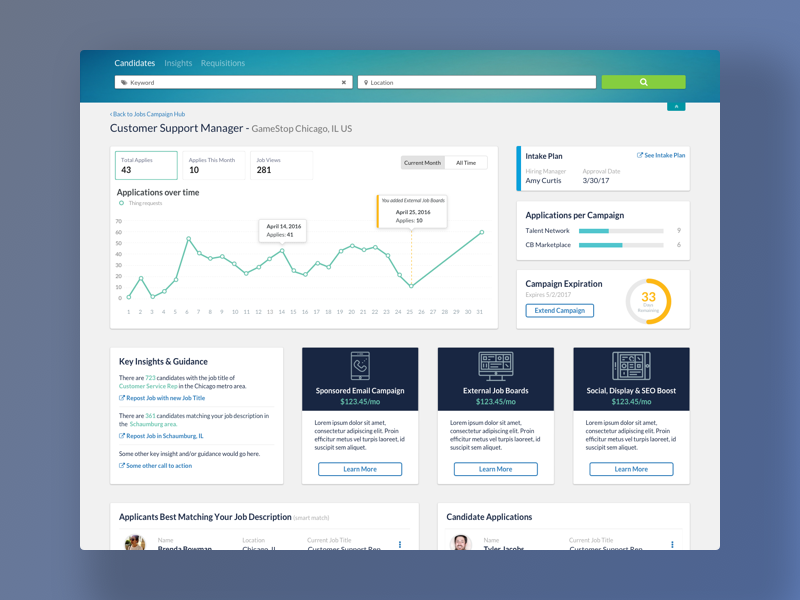 Candidates Insights Requisitions
Keyword
Location
Back to Jobs Campaign Hub
Customer Support Manager - GameStop Chicago, IL US
Total Applies
43
Applies This Month
10
Job Views
281
Current Month
All Time
Applications over time
Thing requests
70
60
50
40
30
20
10
0
1 2 3 4 5 6 7 8 9 10 11 12 13 14 15 16 17 18 19 20 21 22 23 24 25 26 27 28 29 30 31
April 14, 2016
Applies: 41
You added External Job Boards
April 25, 2016
Applies: 10
Intake Plan
See Intake Plan
Hiring Manager
Amy Curtis
Approval Date
3/30/17
Applications per Campaign
Talent Network 9
CB Marketplace 6
Campaign Expiration
Expires 5/2/2017
Extend Campaign
33
Days
Remaining
Key Insights & Guidance
There are 723 candidates with the job title of
Customer Service Rep in the Chicago metro area.
Repost Job with new Job Title
There are 361 candidates matching your job description in
the Schaumburg area.
Repost Job in Schaumburg, IL
Some other key insight and/or guidance would go here.
Some other call to action
Sponsored Email Campaign
$123.45/mo
Lorem ipsum dolor sit amet,
consectetur adipiscing elit. Proin
efficitur metus vel turpis laoreet, id
suscipit sem aliquet.
Learn More
External Job Boards
$123.45/mo
Lorem ipsum dolor sit amet,
consectetur adipiscing elit. Proin
efficitur metus vel turpis laoreet, id
suscipit sem aliquet.
Learn More
Social, Display & SEO Boost
$123.45/mo
Lorem ipsum dolor sit amet,
consectetur adipiscing elit. Proin
efficitur metus vel turpis laoreet, id
suscipit sem aliquet.
Learn More
Applicants Best Matching Your Job Description (smart match)
Name
Brenda Bowman
Location
Chicago, IL
Current Job Title
Customer Support Rep
Candidate Applications
Name
Tyler Jacobs
Current Job Title
Customer Support Rep